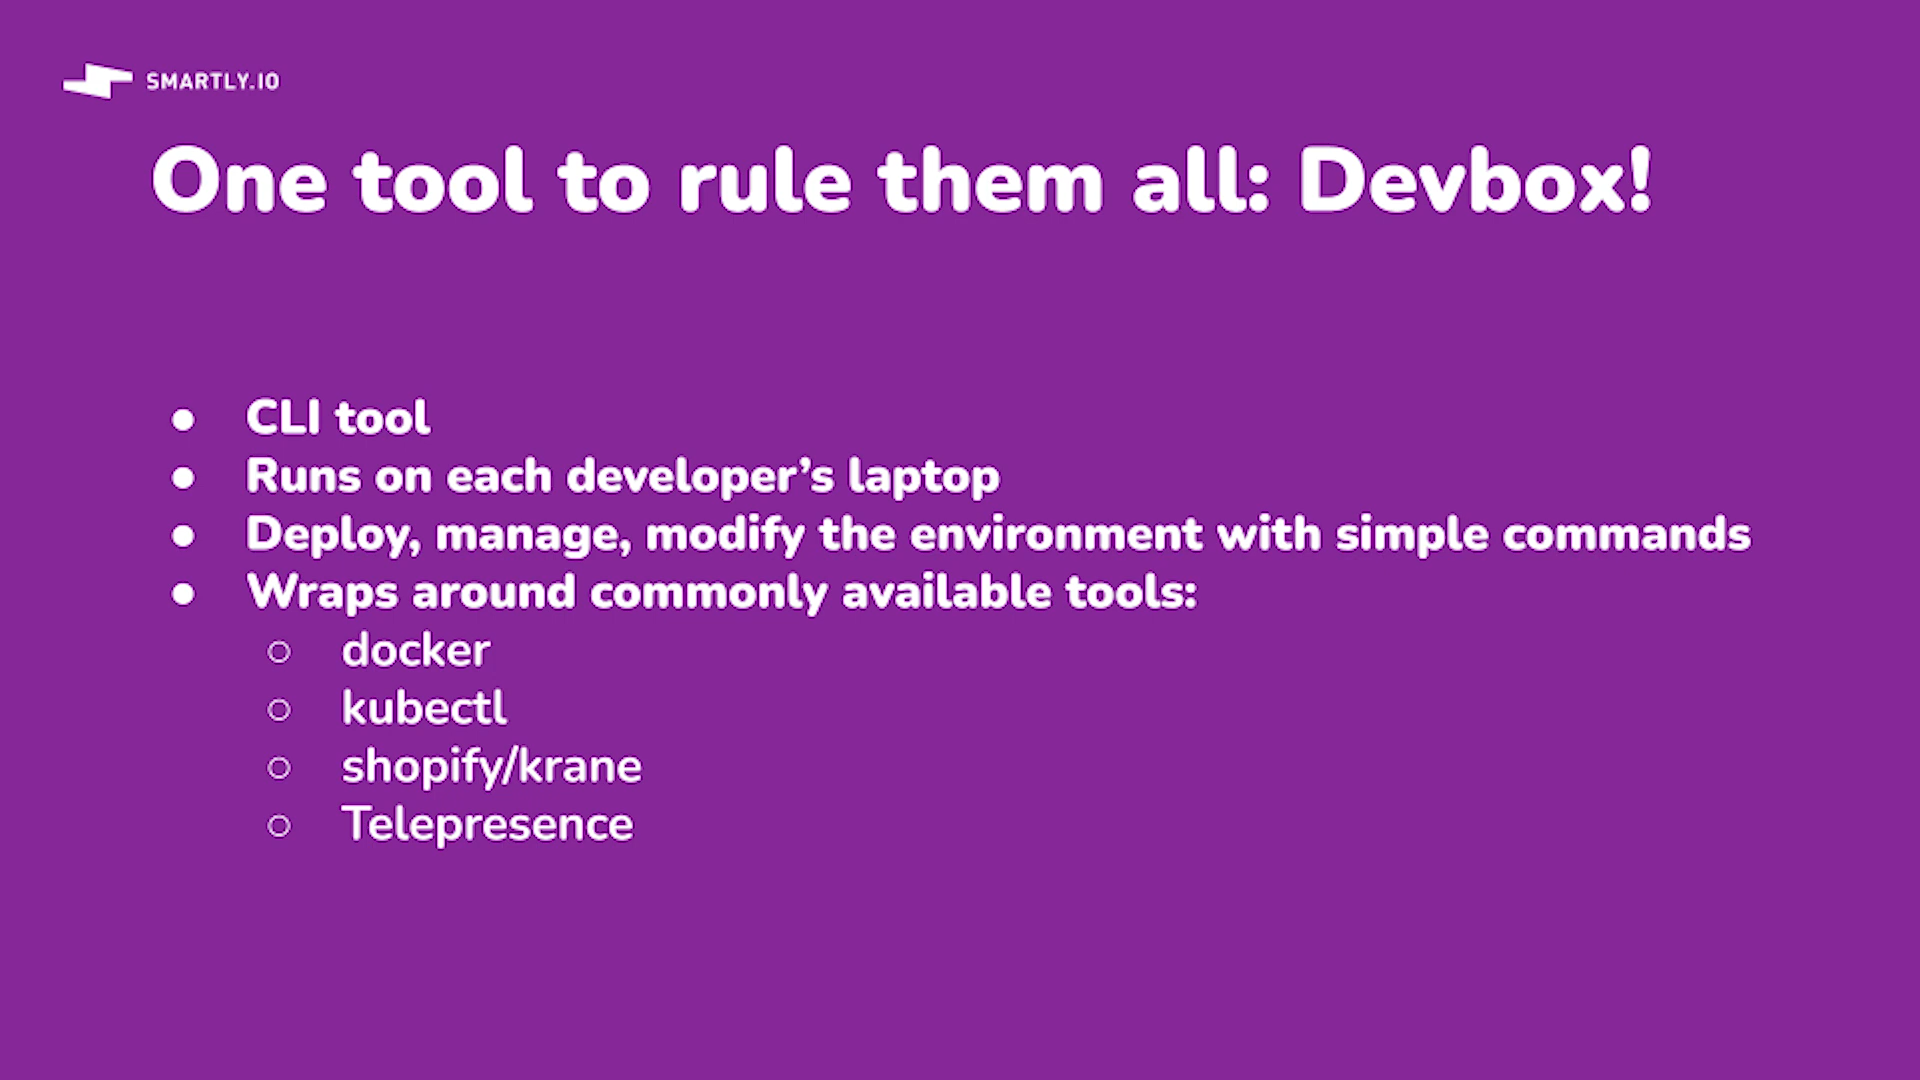 SMARTLY.IO
One tool to rule them all: Devbox!
● CLI tool
● Runs on each developer’s laptop
● Deploy, manage, modify the environment with simple commands
● Wraps around commonly available tools:
○ docker
○ kubectl
○ shopify/krane
○ Telepresence